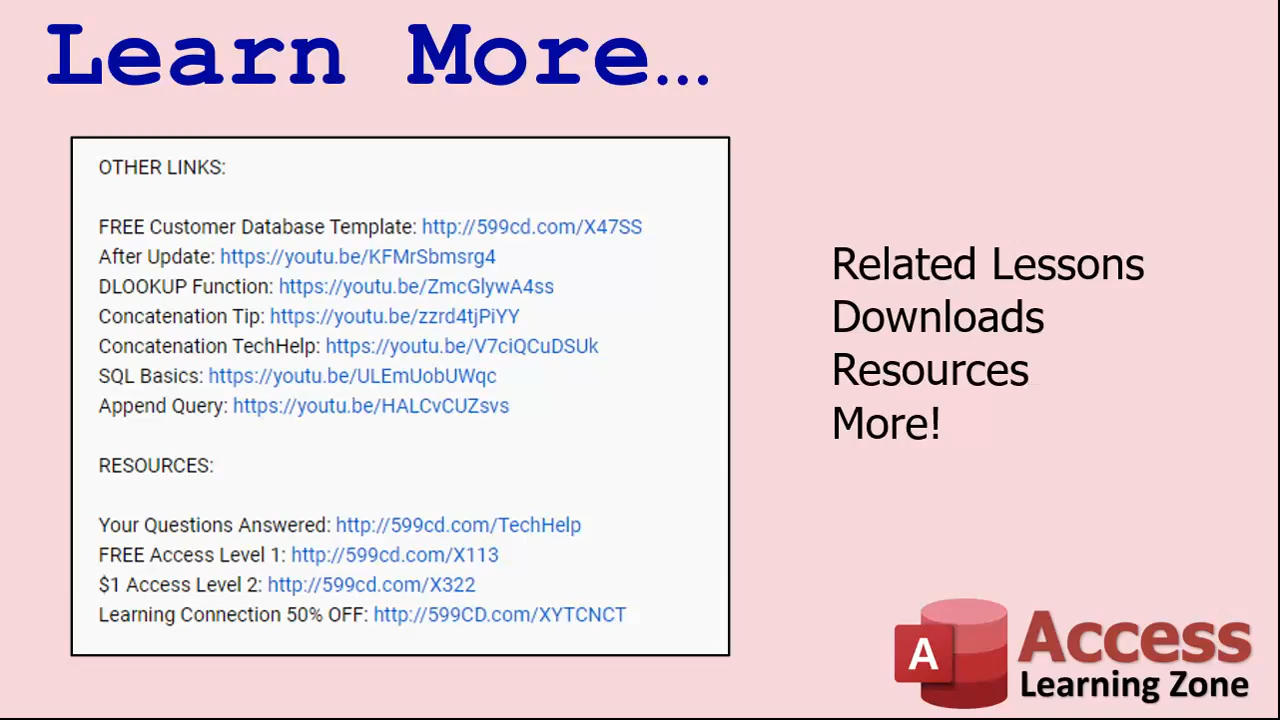 Learn More...
OTHER LINKS:
FREE Customer Database Template: http://599cd.com/X47SS
After Update: https://youtu.be/KFMrSbmsrg4
DLOOKUP Function: https://youtu.be/ZmcGlywA4ss
Concatenation Tip: https://youtu.be/zzrd4tjPiYY
Concatenation TechHelp: https://youtu.be/V7ciQCuDSUk
SQL Basics: https://youtu.be/ULEmUobUWqc
Append Query: https://youtu.be/HALCvCUZsvs
RESOURCES:
Your Questions Answered: http://599cd.com/TechHelp
FREE Access Level 1: http://599cd.com/X113
$1 Access Level 2: http://599cd.com/X322
Learning Connection 50% OFF: http://599CD.com/XYTCNCT
Related Lessons
Downloads
Resources
More!
A
Access
Learning Zone